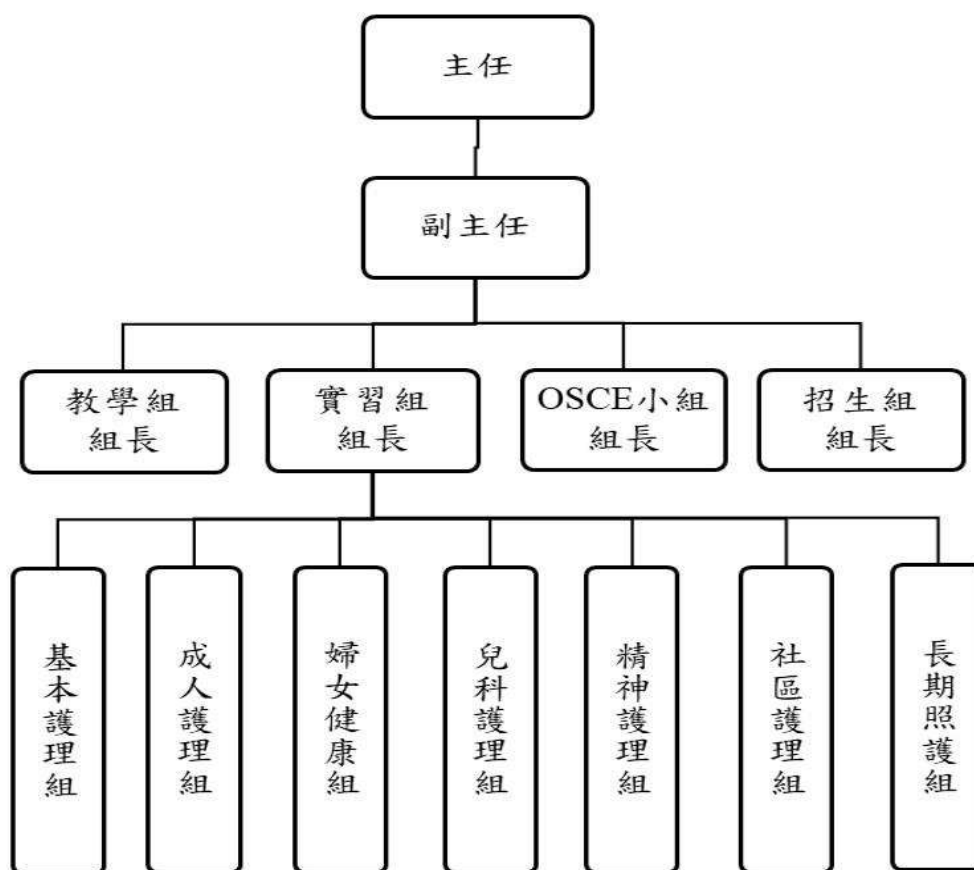 主任
副主任
教學組
組長
實習組
組長
OSCE小組
組長
招生組
組長
基本護理組
成人護理組
婦女健康組
兒科護理組
精神護理組
社區護理組
長期照護組